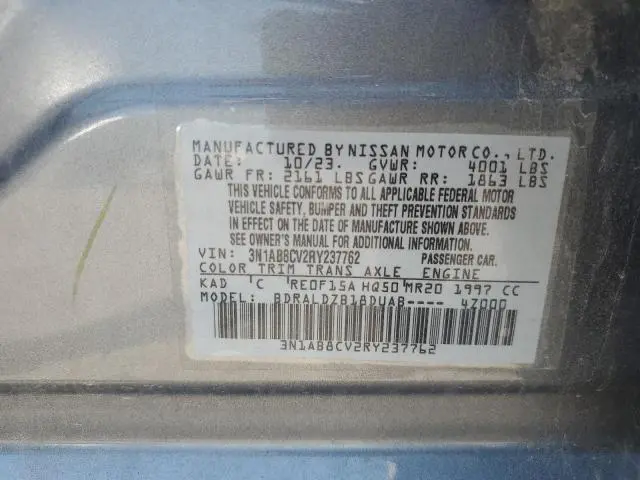 MANUFACTURED BY NISSAN MOTOR CO., LTD.
DATE: 10/23. GVWR: 4001 LBS
GAWR FR: 2161 LBS GAWR RR: 1863 LBS
THIS VEHICLE CONFORMS TO ALL APPLICABLE FEDERAL MOTOR
VEHICLE SAFETY, BUMPER AND THEFT PREVENTION STANDARDS
IN EFFECT ON THE DATE OF MANUFACTURE SHOWN ABOVE.
SEE OWNER'S MANUAL FOR ADDITIONAL INFORMATION.
VIN: 3N1AB8CV2RY237762 PASSENGER CAR.
COLOR TRIM TRANS AXLE ENGINE
KAD C RE0F15A HQ50 MR20 1997 CC
MODEL: BDRALDZB18DUAB---- 4Z000
3N1AB8CV2RY237762